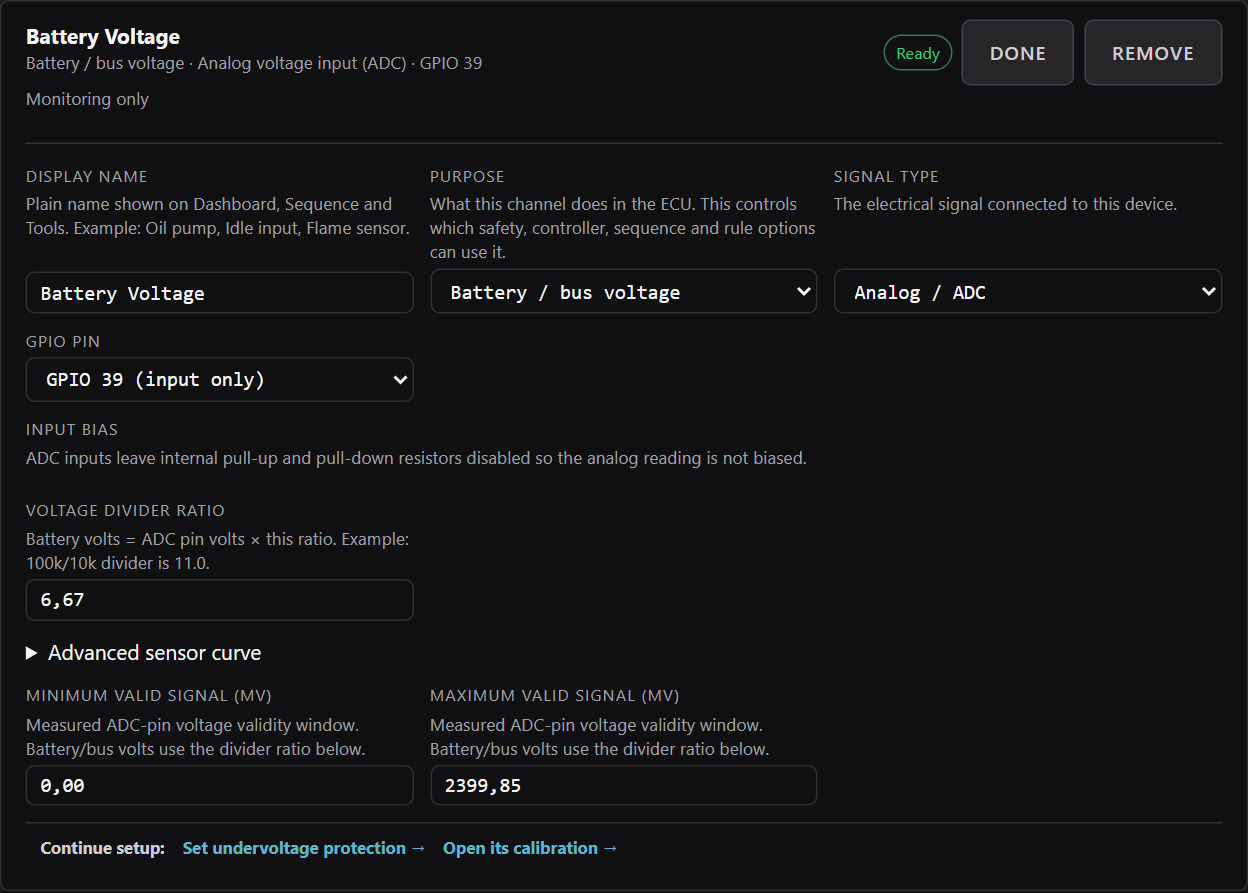 Battery Voltage
Battery / bus voltage · Analog voltage input (ADC) · GPIO 39
Monitoring only
Ready
DONE
REMOVE
DISPLAY NAME
Plain name shown on Dashboard, Sequence and
Tools. Example: Oil pump, Idle input, Flame sensor.
Battery Voltage
PURPOSE
What this channel does in the ECU. This controls
which safety, controller, sequence and rule options
can use it.
Battery / bus voltage
SIGNAL TYPE
The electrical signal connected to this device.
Analog / ADC
GPIO PIN
GPIO 39 (input only)
INPUT BIAS
ADC inputs leave internal pull-up and pull-down resistors disabled so the analog reading is not biased.
VOLTAGE DIVIDER RATIO
Battery volts = ADC pin volts × this ratio. Example:
100k/10k divider is 11.0.
6,67
Advanced sensor curve
MINIMUM VALID SIGNAL (MV)
Measured ADC-pin voltage validity window.
Battery/bus volts use the divider ratio below.
0,00
MAXIMUM VALID SIGNAL (MV)
Measured ADC-pin voltage validity window.
Battery/bus volts use the divider ratio below.
2399,85
Continue setup: Set undervoltage protection → Open its calibration →